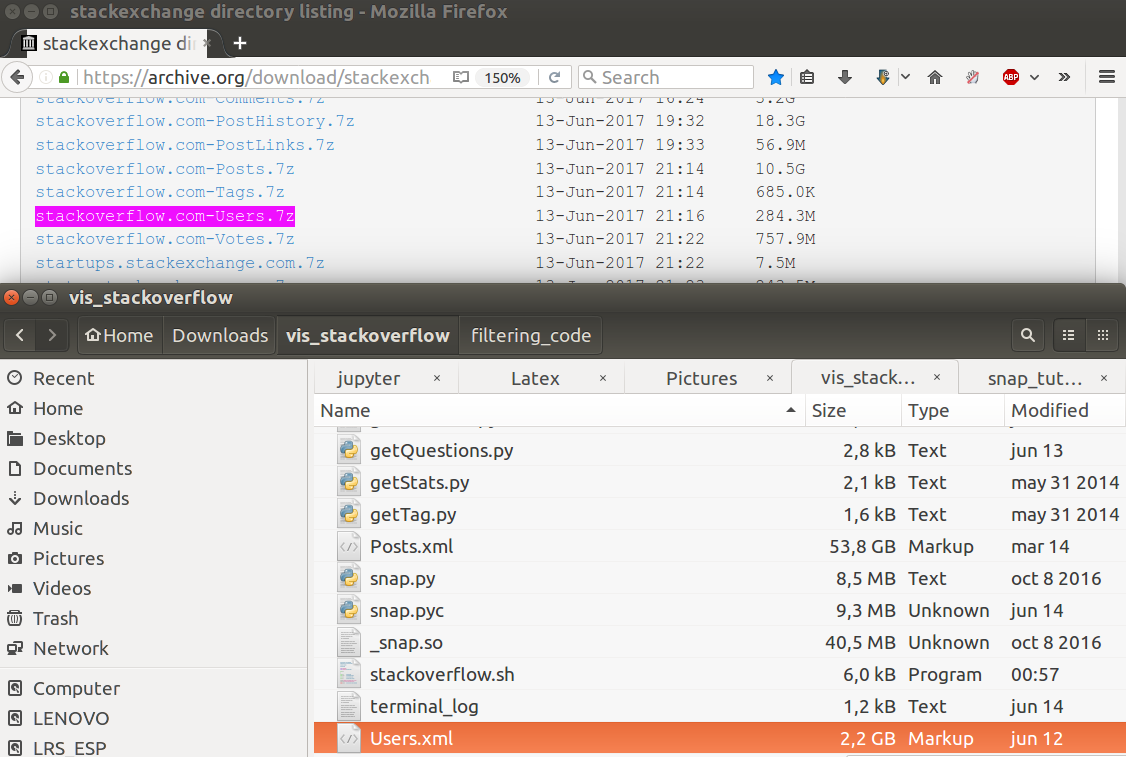 stackexchange directory listing - Mozilla Firefox
stackexchange di
https://archive.org/download/stackexch 150% Search ABP
stackoverflow.com-Comments.7z 13-Jun-2017 16:24
stackoverflow.com-PostHistory.7z 13-Jun-2017 19:32 18.3G
stackoverflow.com-PostLinks.7z 13-Jun-2017 19:33 56.9M
stackoverflow.com-Posts.7z 13-Jun-2017 21:14 10.5G
stackoverflow.com-Tags.7z 13-Jun-2017 21:14 685.0K
stackoverflow.com-Users.7z 13-Jun-2017 21:16 284.3M
stackoverflow.com-Votes.7z 13-Jun-2017 21:22 757.9M
startups.stackexchange.com.7z 13-Jun-2017 21:22 7.5M
vis_stackoverflow
Home Downloads vis_stackoverflow filtering_code
jupyter Latex Pictures vis_stack... snap_tut...
Name Size Type Modified
Recent
Home
Desktop
Documents
Downloads
Music
Pictures
Videos
Trash
Network
Computer
LENOVO
LRS_ESP
getQuestions.py 2,8 kB Text jun 13
getStats.py 2,1 kB Text may 31 2014
getTag.py 1,6 kB Text may 31 2014
Posts.xml 53,8 GB Markup mar 14
snap.py 8,5 MB Text oct 8 2016
snap.pyc 9,3 MB Unknown jun 14
_snap.so 40,5 MB Unknown oct 8 2016
stackoverflow.sh 6,0 kB Program 00:57
terminal_log 1,2 kB Text jun 14
Users.xml 2,2 GB Markup jun 12